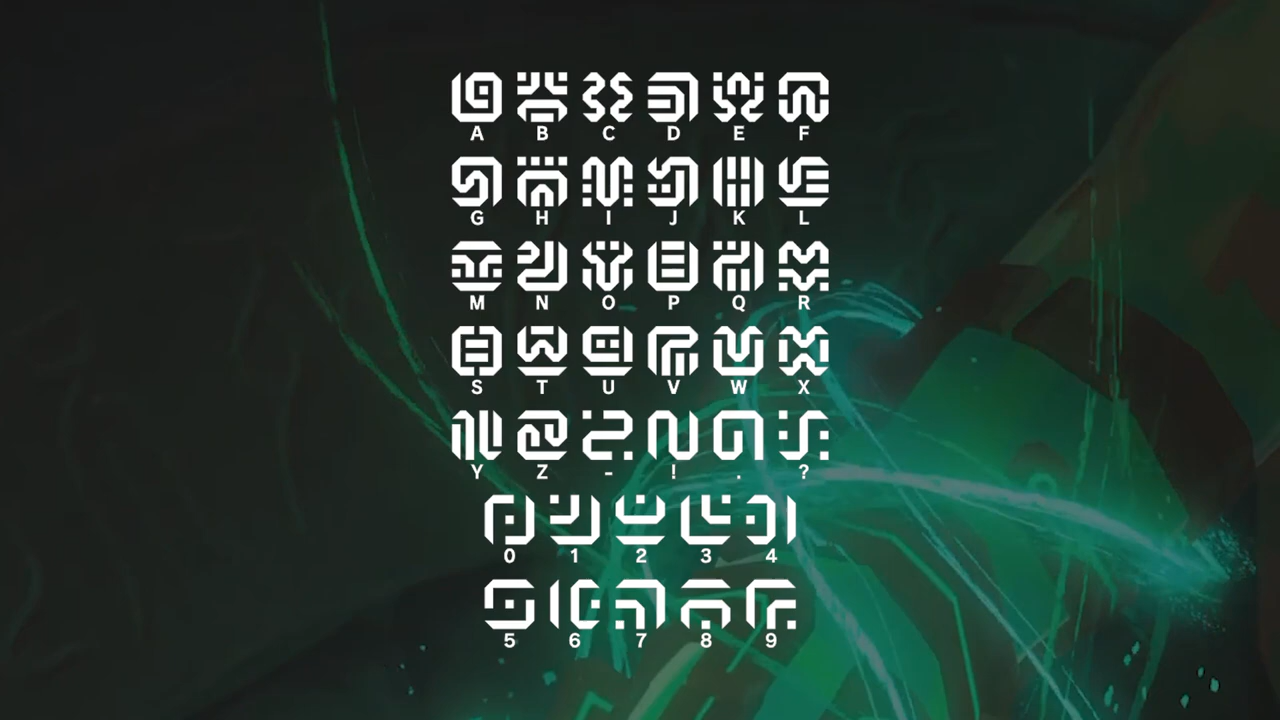 A B C D E F
G H I J K L
M N O P Q R
S T U V W X
Y Z - ! . ?
0 1 2 3 4
5 6 7 8 9